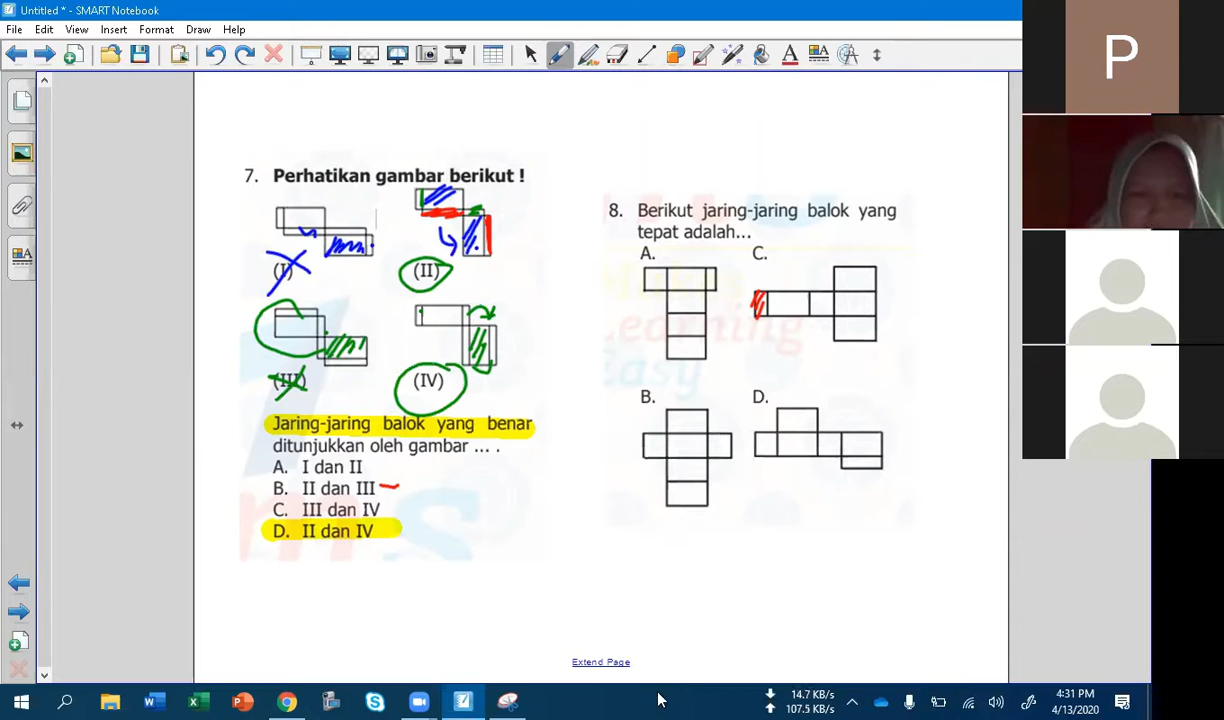 Untitled * - SMART Notebook
File Edit View Insert Format Draw Help
P
7. Perhatikan gambar berikut !
(I) (II)
(III) (IV)
Jaring-jaring balok yang benar
ditunjukkan oleh gambar ... .
A. I dan II
B. II dan III
C. III dan IV
D. II dan IV
8. Berikut jaring-jaring balok yang
tepat adalah...
A. C.
B. D.
Learning
Easy
Extend Page
14.7 KB/s
107.5 KB/s
4:31 PM
4/13/2020